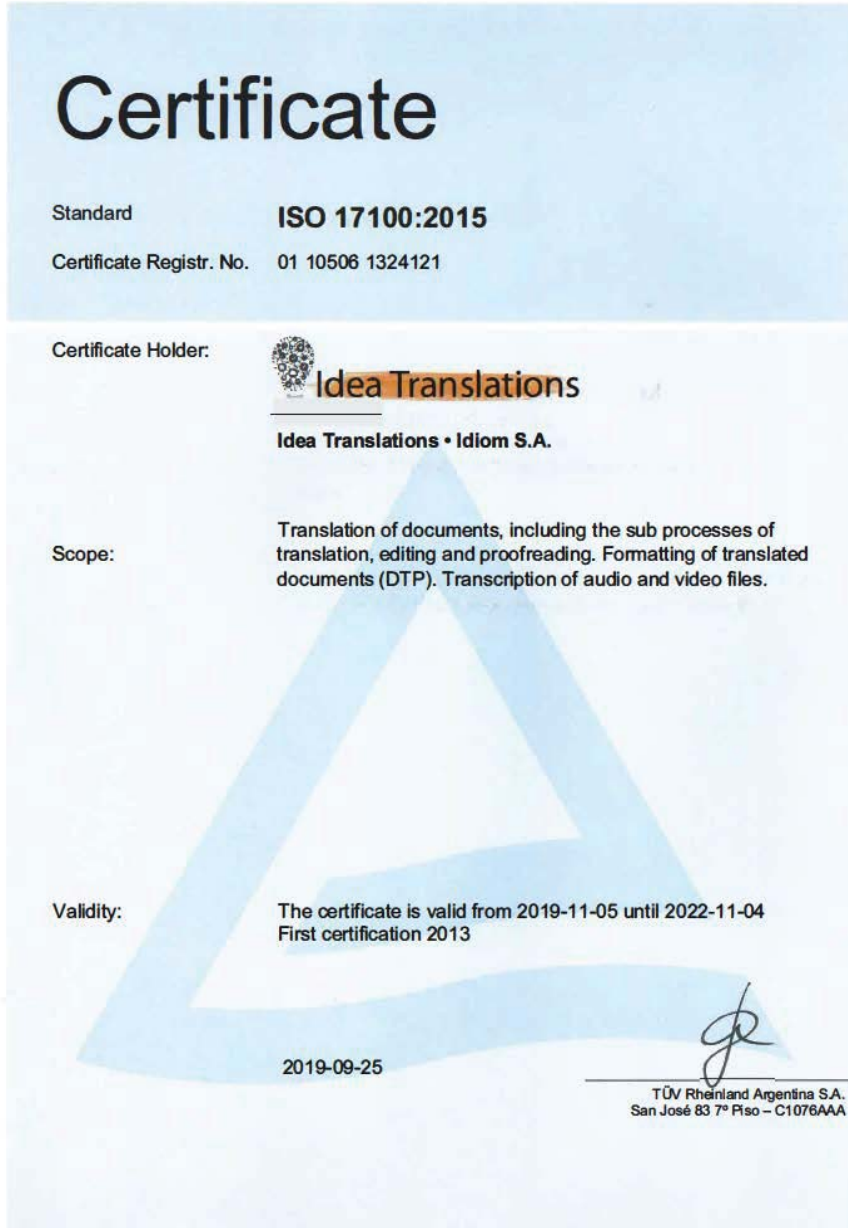 Certificate
Standard ISO 17100:2015
Certificate Registr. No. 01 10506 1324121
Certificate Holder:
Idea Translations
Idea Translations • Idiom S.A.
Scope:
Translation of documents, including the sub processes of
translation, editing and proofreading. Formatting of translated
documents (DTP). Transcription of audio and video files.
Validity:
The certificate is valid from 2019-11-05 until 2022-11-04
First certification 2013
2019-09-25
TÜV Rheinland Argentina S.A.
San José 83 7º Piso – C1076AAA